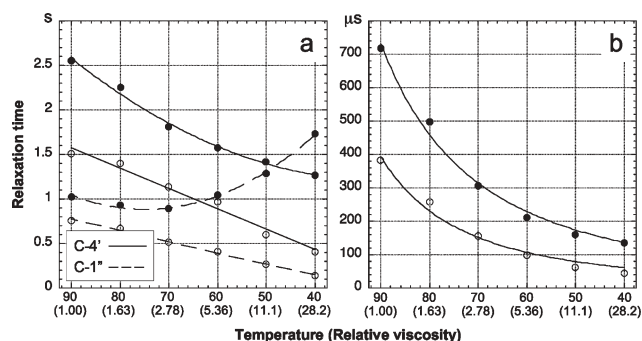 S
a
2.5
2
1.5
1
0.5
0
Relaxation time
C-4'
C-1"
90 80 70 60 50 40
(1.00) (1.63) (2.78) (5.36) (11.1) (28.2)
µS
b
700
600
500
400
300
200
100
0
90 80 70 60 50 40
(1.00) (1.63) (2.78) (5.36) (11.1) (28.2)
Temperature (Relative viscosity)